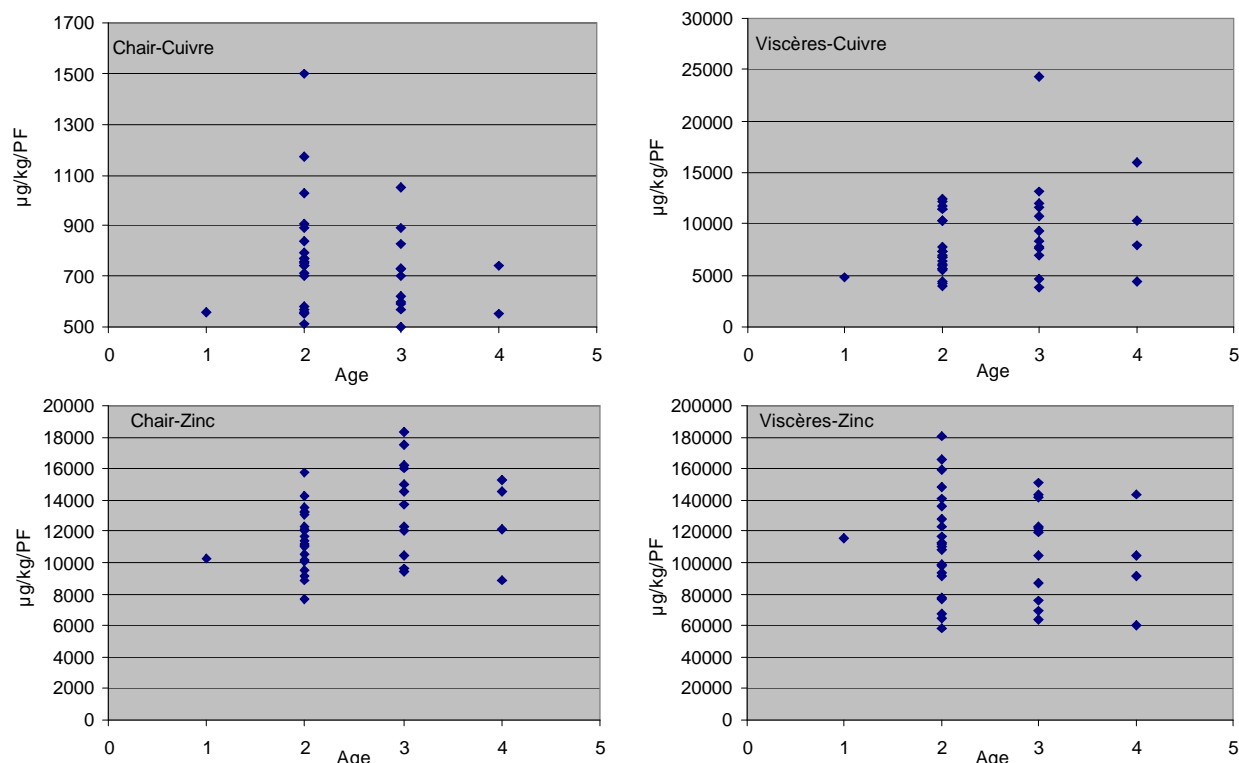 Chair-Cuivre
µg/kg/PF
1700
1500
1300
1100
900
700
500
0 1 2 3 4 5
Age
Viscères-Cuivre
µg/kg/PF
30000
25000
20000
15000
10000
5000
0
0 1 2 3 4 5
Age
Chair-Zinc
µg/kg/PF
20000
18000
16000
14000
12000
10000
8000
6000
4000
2000
0
0 1 2 3 4 5
Age
Viscères-Zinc
µg/kg/PF
200000
180000
160000
140000
120000
100000
80000
60000
40000
20000
0
0 1 2 3 4 5
Age